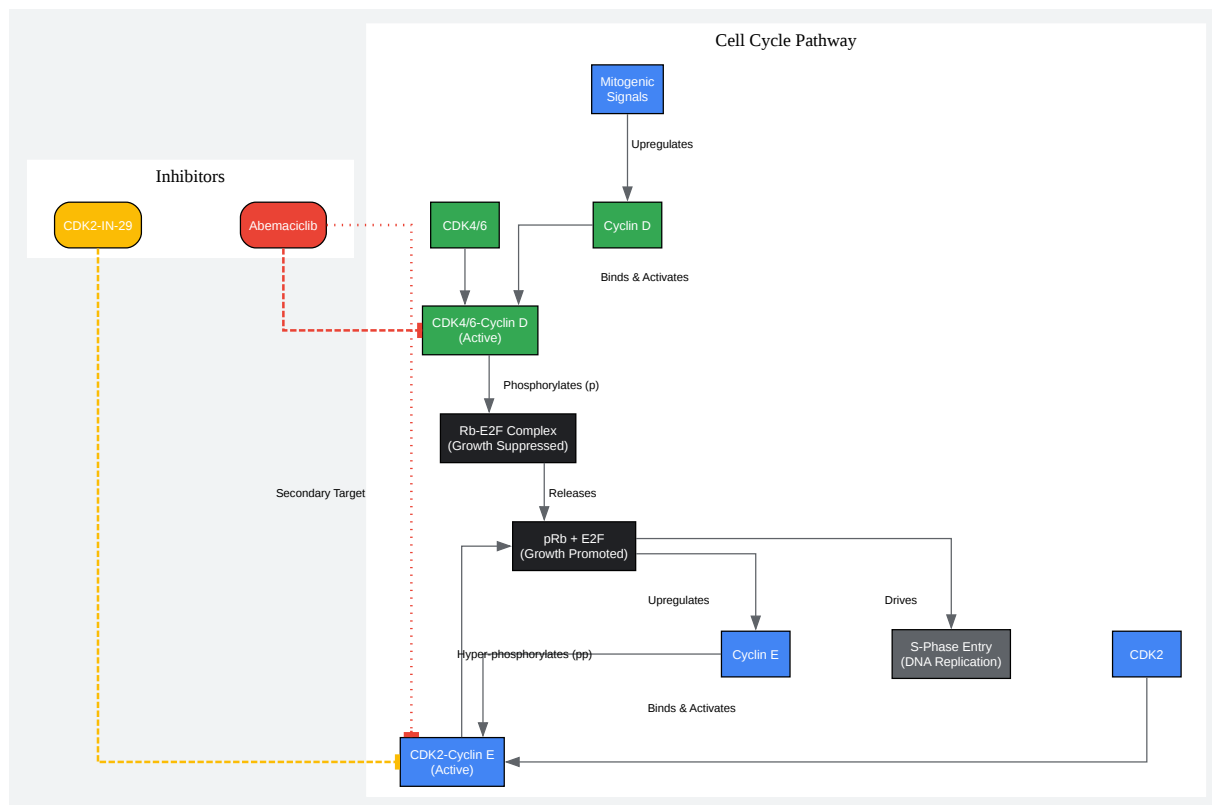 Cell Cycle Pathway
Mitogenic
Signals
Upregulates
Inhibitors
CDK2-IN-29
Abemaciclib
CDK4/6
Cyclin D
Binds & Activates
CDK4/6-Cyclin D
(Active)
Phosphorylates (p)
Rb-E2F Complex
(Growth Suppressed)
Secondary Target
Releases
pRb + E2F
(Growth Promoted)
Upregulates
Drives
Hyper-phosphorylates (pp)
Cyclin E
S-Phase Entry
(DNA Replication)
CDK2
Binds & Activates
CDK2-Cyclin E
(Active)